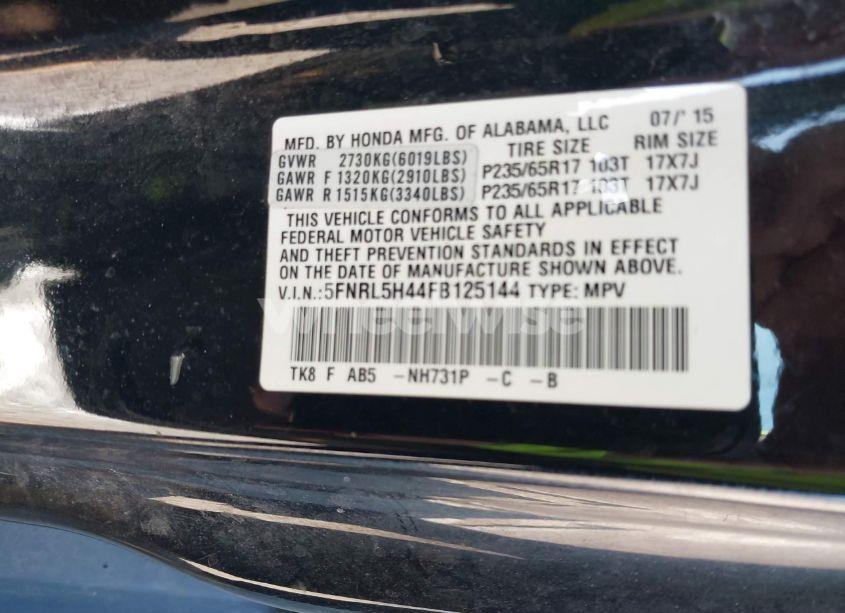 MFD. BY HONDA MFG. OF ALABAMA, LLC 07/'15
TIRE SIZE RIM SIZE
GVWR 2730KG(6019LBS)
GAWR F 1320KG(2910LBS) P235/65R17 103T 17X7J
GAWR R 1515KG(3340LBS) P235/65R17 103T 17X7J
THIS VEHICLE CONFORMS TO ALL APPLICABLE
FEDERAL MOTOR VEHICLE SAFETY
AND THEFT PREVENTION STANDARDS IN EFFECT
ON THE DATE OF MANUFACTURE SHOWN ABOVE.
V.I.N.:5FNRL5H44FB125144 TYPE: MPV
Wheelwise
TK8 F AB5 -NH731P -C -B